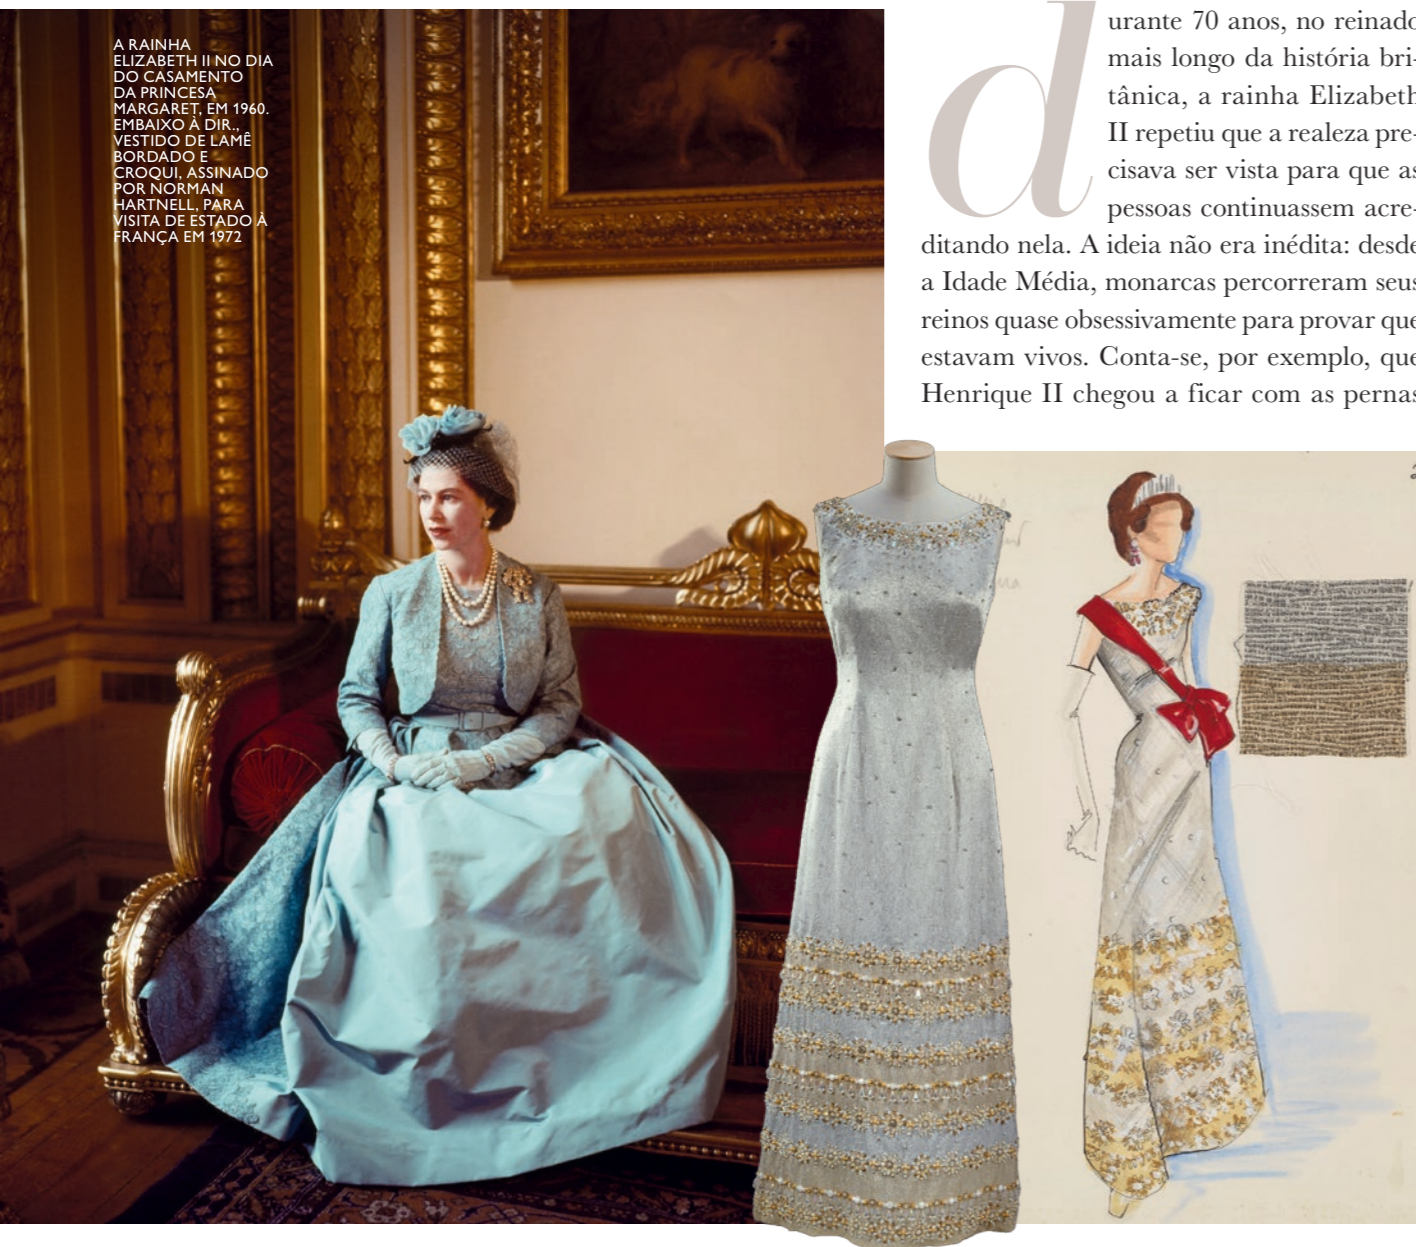 A RAINHA
ELIZABETH II NO DIA
DO CASAMENTO
DA PRINCESA
MARGARET, EM 1960.
EMBAIXO À DIR.,
VESTIDO DE LAMÊ
BORDADO E
CROQUI, ASSINADO
POR NORMAN
HARTNELL, PARA
VISITA DE ESTADO À
FRANÇA EM 1972
durante 70 anos, no reinado
mais longo da história bri-
tânica, a rainha Elizabeth
II repetiu que a realeza pre-
cisava ser vista para que as
pessoas continuassem acre-
ditando nela. A ideia não era inédita: desde
a Idade Média, monarcas percorreram seus
reinos quase obsessivamente para provar que
estavam vivos. Conta-se, por exemplo, que
Henrique II chegou a ficar com as pernas